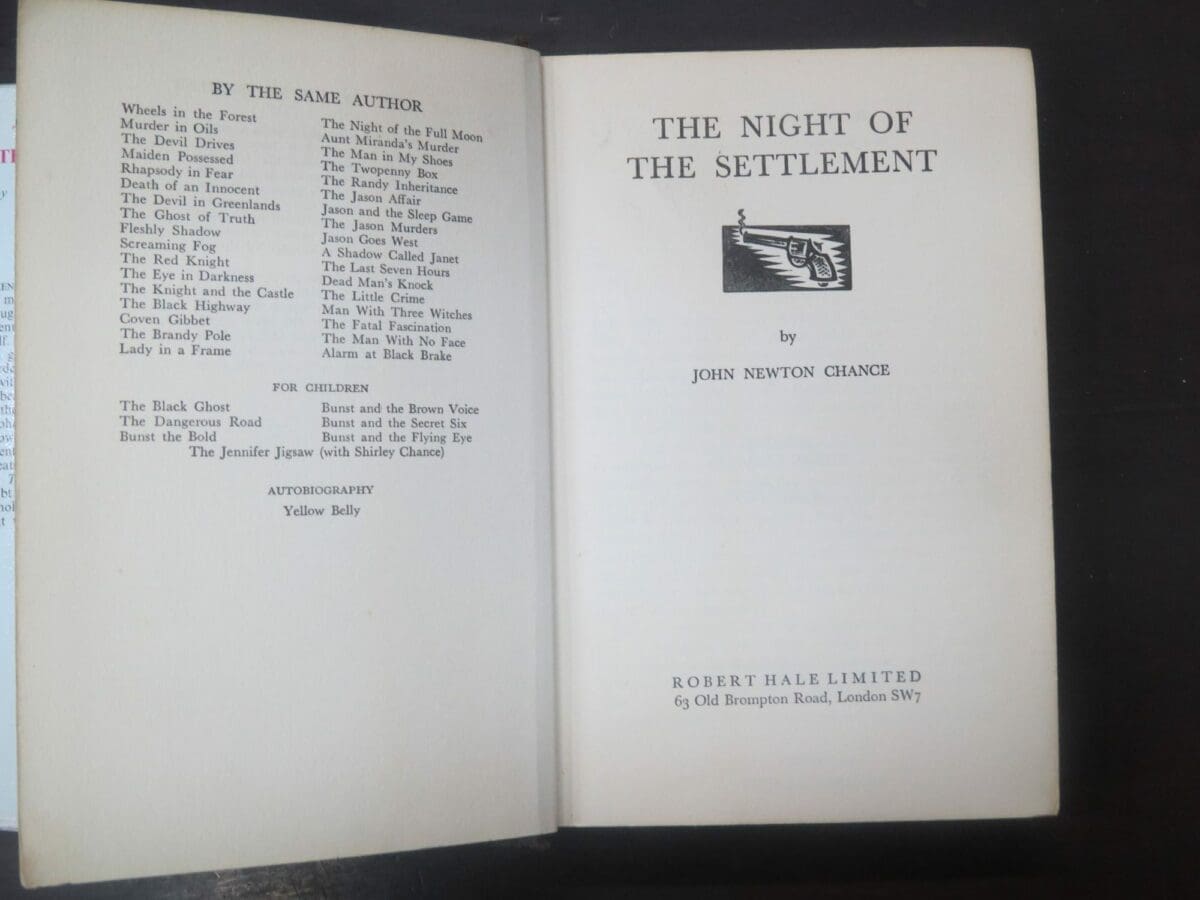 BY THE SAME AUTHOR
Wheels in the Forest
Murder in Oils
The Devil Drives
Maiden Possessed
Rhapsody in Fear
Death of an Innocent
The Devil in Greenlands
The Ghost of Truth
Fleshly Shadow
Screaming Fog
The Red Knight
The Eye in Darkness
The Knight and the Castle
The Black Highway
Coven Gibbet
The Brandy Pole
Lady in a Frame
The Night of the Full Moon
Aunt Miranda's Murder
The Man in My Shoes
The Twopenny Box
The Randy Inheritance
The Jason Affair
Jason and the Sleep Game
The Jason Murders
Jason Goes West
A Shadow Called Janet
The Last Seven Hours
Dead Man's Knock
The Little Crime
Man With Three Witches
The Fatal Fascination
The Man With No Face
Alarm at Black Brake
FOR CHILDREN
The Black Ghost
The Dangerous Road
Bunst the Bold
Bunst and the Brown Voice
Bunst and the Secret Six
Bunst and the Flying Eye
The Jennifer Jigsaw (with Shirley Chance)
AUTOBIOGRAPHY
Yellow Belly
THE NIGHT OF
THE SETTLEMENT
by
JOHN NEWTON CHANCE
ROBERT HALE LIMITED
63 Old Brompton Road, London SW7